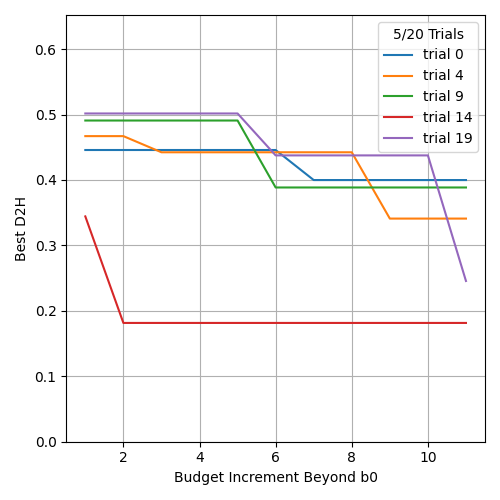 5/20 Trials
trial 0
trial 4
trial 9
trial 14
trial 19
Best D2H
0.6
0.5
0.4
0.3
0.2
0.1
0.0
2 4 6 8 10
Budget Increment Beyond b0